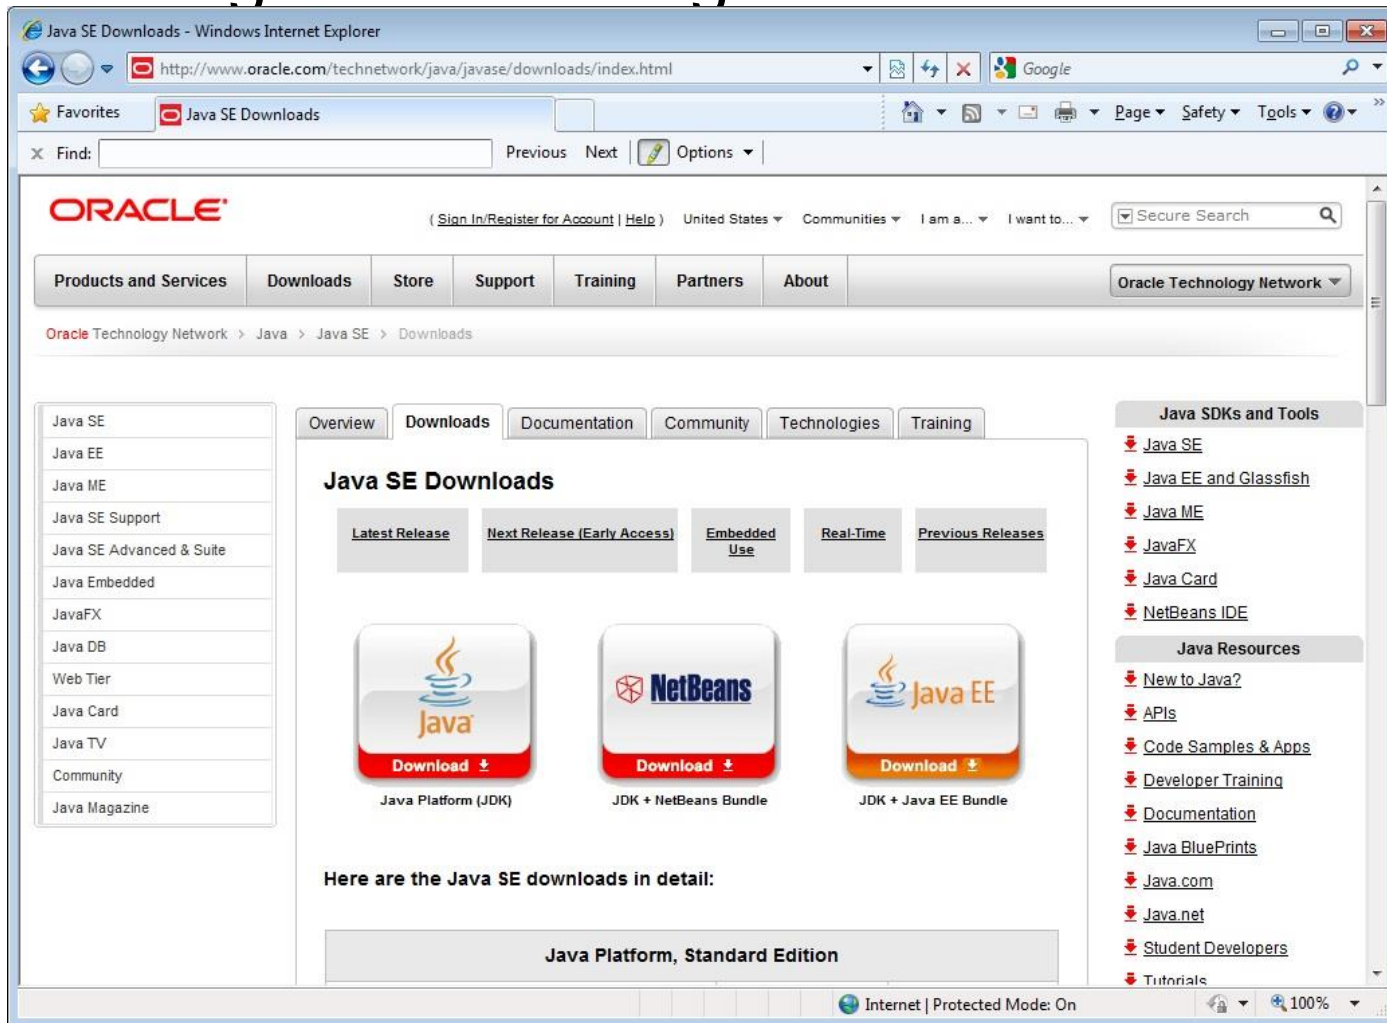 Java SE Downloads - Windows Internet Explorer
http://www.oracle.com/technetwork/java/javase/downloads/index.html
Google
Favorites
Java SE Downloads
Page
Safety
Tools
Find:
Previous
Next
Options
ORACLE
( Sign In/Register for Account | Help )
United States
Communities
I am a...
I want to...
Secure Search
Products and Services
Downloads
Store
Support
Training
Partners
About
Oracle Technology Network
Oracle Technology Network > Java > Java SE > Downloads
Java SE
Java EE
Java ME
Java SE Support
Java SE Advanced & Suite
Java Embedded
JavaFX
Java DB
Web Tier
Java Card
Java TV
Community
Java Magazine
Overview
Downloads
Documentation
Community
Technologies
Training
Java SE Downloads
Latest Release
Next Release (Early Access)
Embedded
Use
Real-Time
Previous Releases
Java
Download
Java Platform (JDK)
NetBeans
Download
JDK + NetBeans Bundle
Java EE
Download
JDK + Java EE Bundle
Here are the Java SE downloads in detail:
Java Platform, Standard Edition
Java SDKs and Tools
Java SE
Java EE and Glassfish
Java ME
JavaFX
Java Card
NetBeans IDE
Java Resources
New to Java?
APIs
Code Samples & Apps
Developer Training
Documentation
Java BluePrints
Java.com
Java.net
Student Developers
Tutorials
Internet | Protected Mode: On
100%